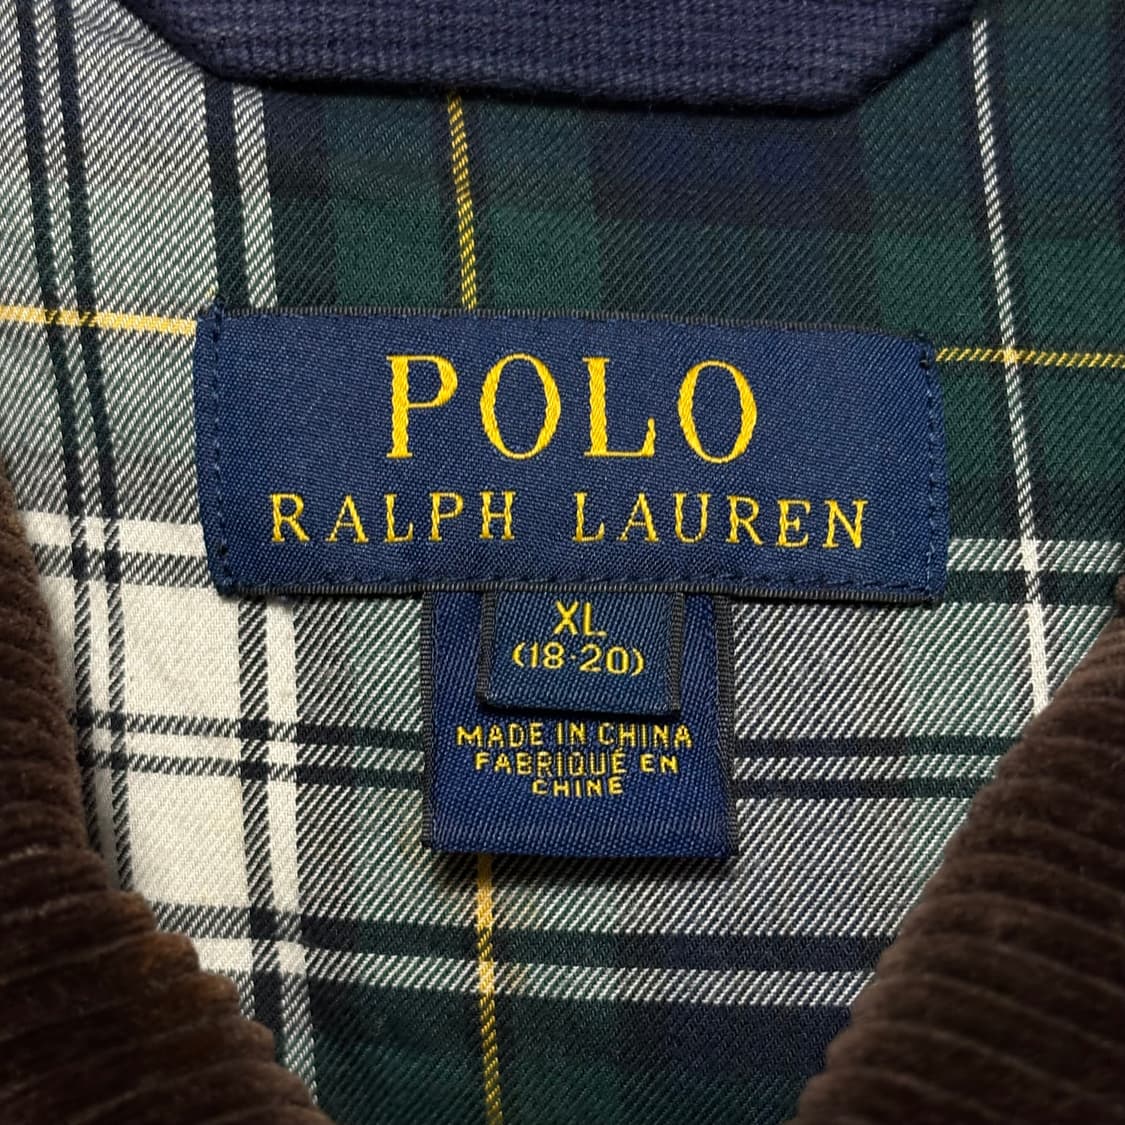 POLO
RALPH LAUREN
XL
(18-20)
MADE IN CHINA
FABRIQUÉ EN
CHINE